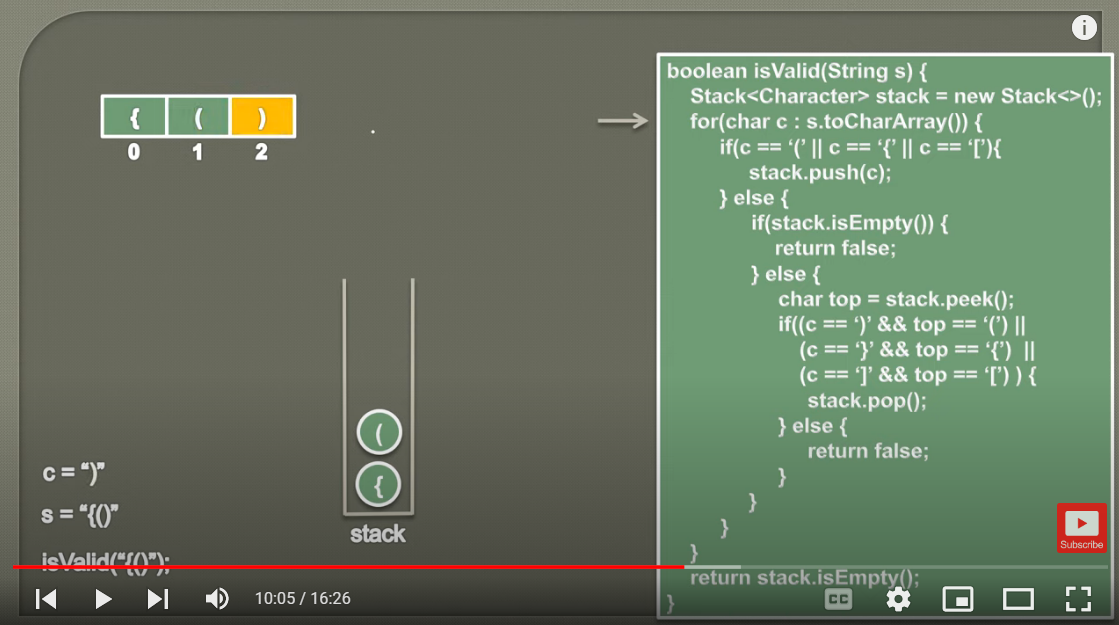 { ( )
0 1 2
boolean isValid(String s) {
Stack<Character> stack = new Stack<>();
for(char c : s.toCharArray()) {
if(c == ‘(’ || c == ‘{’ || c == ‘[’){
stack.push(c);
} else {
if(stack.isEmpty()) {
return false;
} else {
char top = stack.peek();
if((c == ‘)’ && top == ‘(’) ||
(c == ‘}’ && top == ‘{’) ||
(c == ‘]’ && top == ‘[’) ) {
stack.pop();
} else {
return false;
}
}
}
}
return stack.isEmpty();
}
(
{
stack
c = “)”
s = “{()”
isValid(“{()”);
Subscribe
10:05 / 16:26
CC
i